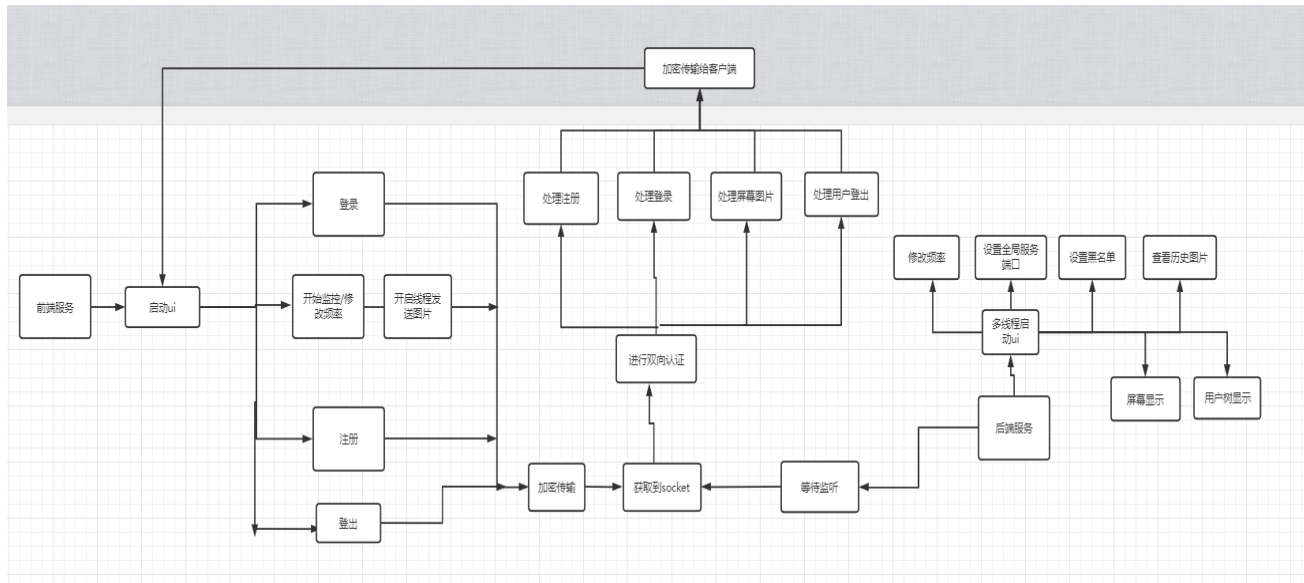 加密传输给客户端
处理注册
处理登录
处理屏幕图片
处理用户登出
登录
修改频率
设置全局服务
端口
设置黑名单
查看历史图片
前端服务
启动ui
开始监控/修
改频率
开启线程发
送图片
多线程启
动ui
进行双向认证
屏幕显示
用户树显示
注册
后端服务
加密传输
获取到socket
等待监听
登出